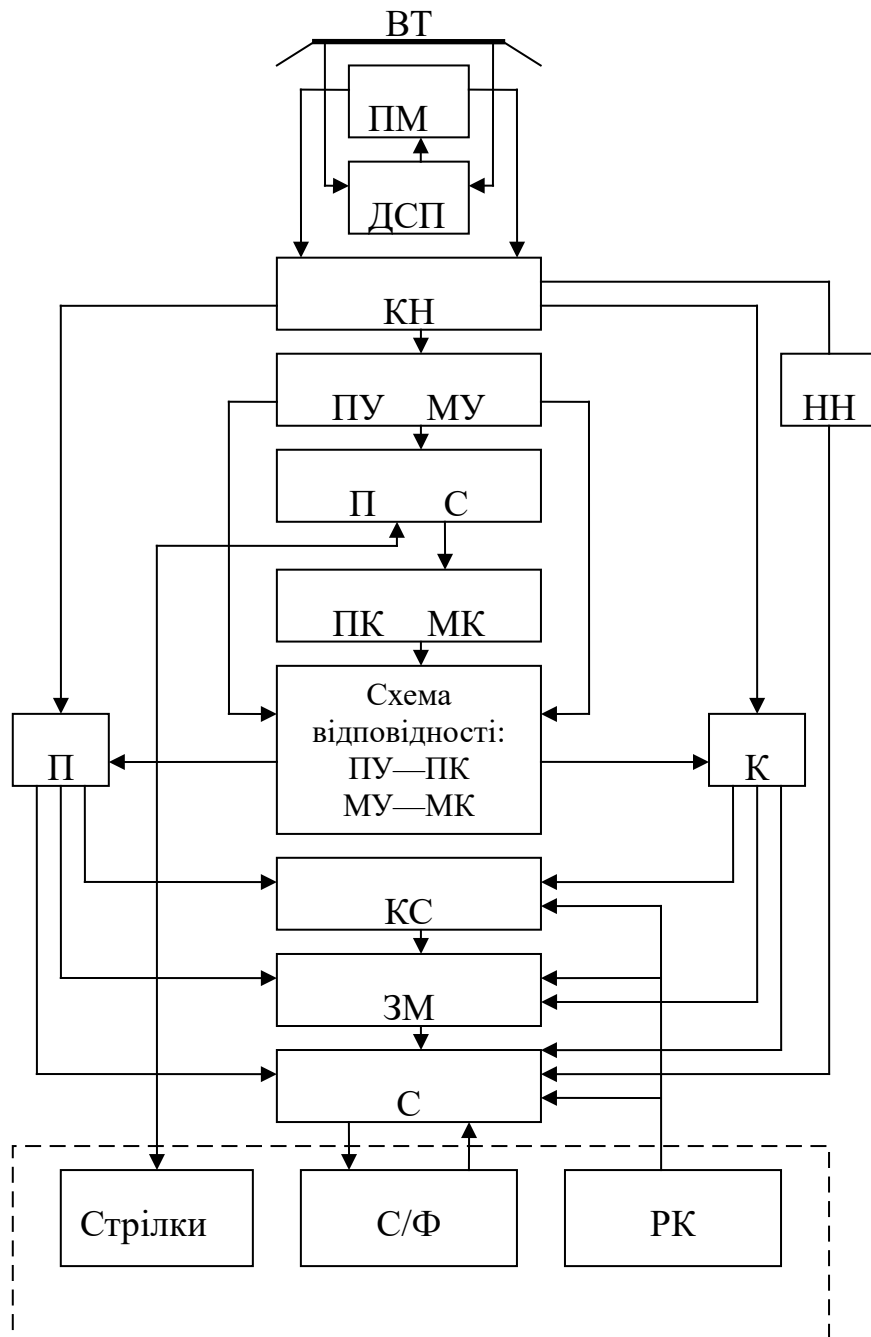 ВТ
ПМ
ДСП
КН
ПУ МУ
НН
П С
ПК МК
Схема
відповідності:
ПУ—ПК
МУ—МК
П
К
КС
ЗМ
С
Стрілки
С/Ф
РК